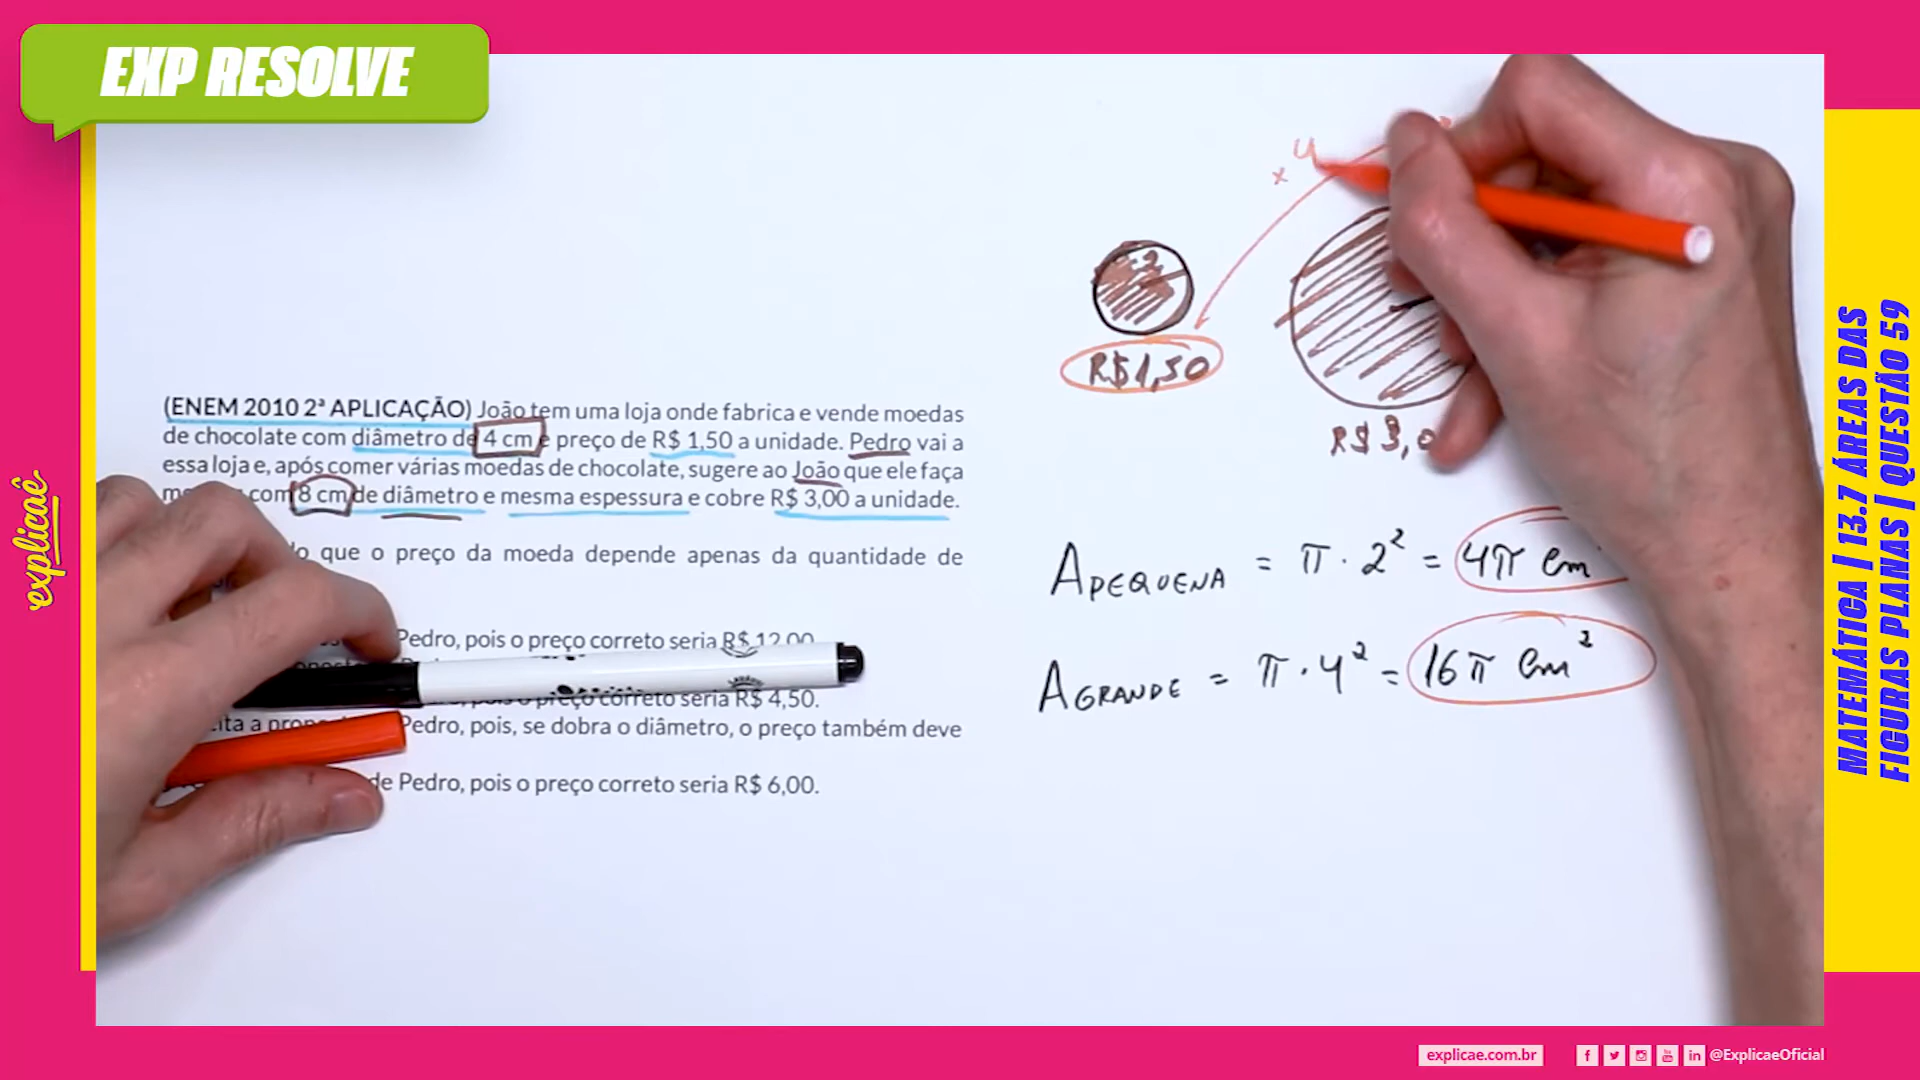 EXP RESOLVE
explicaê
(ENEM 2010 2ª APLICAÇÃO) João tem uma loja onde fabrica e vende moedas
de chocolate com diâmetro de 4 cm e preço de R$ 1,50 a unidade. Pedro vai a
essa loja e, após comer várias moedas de chocolate, sugere ao João que ele faça
com 8 cm de diâmetro e mesma espessura e cobre R$ 3,00 a unidade.
que o preço da moeda depende apenas da quantidade de
Pedro, pois o preço correto seria R$ 12,00
o preço correto seria R$ 4,50.
a Pedro, pois, se dobra o diâmetro, o preço também deve
de Pedro, pois o preço correto seria R$ 6,00.
x 4
2
R$1,50
R$ 3,0
APEQUENA = π . 2² = 4π cm
AGRANDE = π . 4² = 16π cm²
MATEMÁTICA | 13.7 ÁREAS DAS
FIGURAS PLANAS | QUESTÃO 59
explicae.com.br
@ExplicaeOficial